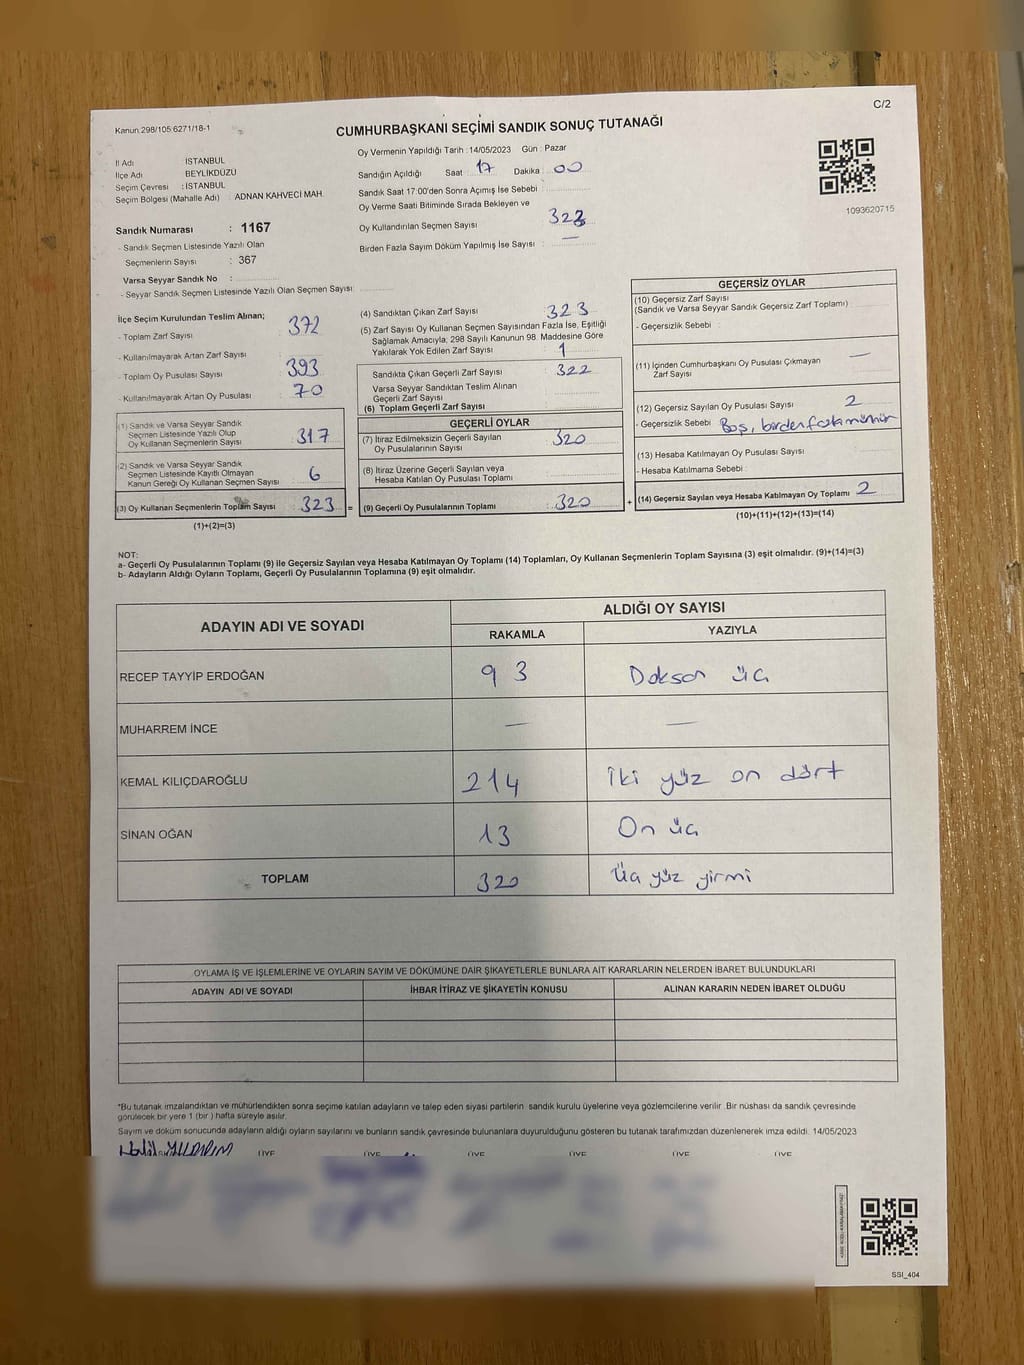 C/2
Kanun 298/105 6271/18-1
CUMHURBAŞKANI SEÇİMİ SANDIK SONUÇ TUTANAĞI
İl Adı İSTANBUL
İlçe Adı BEYLİKDÜZÜ
Seçim Çevresi : İSTANBUL
Seçim Bölgesi (Mahalle Adı) : ADNAN KAHVECİ MAH.
Sandık Numarası : 1167
- Sandık Seçmen Listesinde Yazılı Olan
Seçmenlerin Sayısı : 367
Varsa Seyyar Sandık No :
- Seyyar Sandık Seçmen Listesinde Yazılı Olan Seçmen Sayısı:
Oy Vermenin Yapıldığı Tarih : 14/05/2023 Gün : Pazar
Sandığın Açıldığı Saat : 17 Dakika : 00
Sandık Saat 17:00'den Sonra Açımış İse Sebebi :
Oy Verme Saati Bitiminde Sırada Bekleyen ve
Oy Kullandırılan Seçmen Sayısı : 323
Birden Fazla Sayım Döküm Yapılmış İse Sayısı : —
1093620715
İlçe Seçim Kurulundan Teslim Alınan;
- Toplam Zarf Sayısı 372
- Kullanılmayarak Artan Zarf Sayısı
- Toplam Oy Pusulası Sayısı 393
- Kullanılmayarak Artan Oy Pusulası 70
(1) Sandık ve Varsa Seyyar Sandık
Seçmen Listesinde Yazılı Olup
Oy Kullanan Seçmenlerin Sayısı 317
(2) Sandık ve Varsa Seyyar Sandık
Seçmen Listesinde Kayıtlı Olmayan
Kanun Gereği Oy Kullanan Seçmen Sayısı 6
(3) Oy Kullanan Seçmenlerin Toplam Sayısı 323 =
(1)+(2)=(3)
(4) Sandıktan Çıkan Zarf Sayısı : 323
(5) Zarf Sayısı Oy Kullanan Seçmen Sayısından Fazla İse, Eşitliği
Sağlamak Amacıyla; 298 Sayılı Kanunun 98. Maddesine Göre
Yakılarak Yok Edilen Zarf Sayısı : 1
Sandıkta Çıkan Geçerli Zarf Sayısı : 322
Varsa Seyyar Sandıktan Teslim Alınan
Geçerli Zarf Sayısı :
(6) Toplam Geçerli Zarf Sayısı :
GEÇERLİ OYLAR
(7) İtiraz Edilmeksizin Geçerli Sayılan
Oy Pusulalarının Sayısı : 320
(8) İtiraz Üzerine Geçerli Sayılan veya
Hesaba Katılan Oy Pusulası Toplamı :
(9) Geçerli Oy Pusulalarının Toplamı : 320 +
GEÇERSİZ OYLAR
(10) Geçersiz Zarf Sayısı
(Sandık ve Varsa Seyyar Sandık Geçersiz Zarf Toplamı) :
- Geçersizlik Sebebi :
(11) İçinden Cumhurbaşkanı Oy Pusulası Çıkmayan
Zarf Sayısı : —
(12) Geçersiz Sayılan Oy Pusulası Sayısı : 2
- Geçersizlik Sebebi : Boş, birden fazla mühür
(13) Hesaba Katılmayan Oy Pusulası Sayısı :
- Hesaba Katılmama Sebebi :
(14) Geçersiz Sayılan veya Hesaba Katılmayan Oy Toplamı : 2
(10)+(11)+(12)+(13)=(14)
NOT:
a- Geçerli Oy Pusulalarının Toplamı (9) ile Geçersiz Sayılan veya Hesaba Katılmayan Oy Toplamı (14) Toplamları, Oy Kullanan Seçmenlerin Toplam Sayısına (3) eşit olmalıdır. (9)+(14)=(3)
b- Adayların Aldığı Oyların Toplamı, Geçerli Oy Pusulalarının Toplamına (9) eşit olmalıdır.
ADAYIN ADI VE SOYADI
ALDIĞI OY SAYISI
RAKAMLA YAZIYLA
RECEP TAYYİP ERDOĞAN 93 Doksan üç
MUHARREM İNCE — —
KEMAL KILIÇDAROĞLU 214 İki yüz on dört
SİNAN OĞAN 13 On üç
TOPLAM 320 Üç yüz yirmi
OYLAMA İŞ VE İŞLEMLERİNE VE OYLARIN SAYIM VE DÖKÜMÜNE DAİR ŞİKAYETLERLE BUNLARA AİT KARARLARIN NELERDEN İBARET BULUNDUKLARI
ADAYIN ADI VE SOYADI İHBAR İTİRAZ VE ŞİKAYETİN KONUSU ALINAN KARARIN NEDEN İBARET OLDUĞU
*Bu tutanak imzalandıktan ve mühürlendikten sonra seçime katılan adayların ve talep eden siyasi partilerin sandık kurulu üyelerine veya gözlemcilerine verilir. Bir nüshası da sandık çevresinde
görülecek bir yere 1 (bir ) hafta süreyle asılır.
Sayım ve döküm sonucunda adayların aldığı oyların sayılarını ve bunların sandık çevresinde bulunanlara duyurulduğunu gösteren bu tutanak tarafımızdan düzenlenerek imza edildi. 14/05/2023
YILDIRIM ÜYE ÜYE ÜYE ÜYE ÜYE ÜYE
SSİ_404